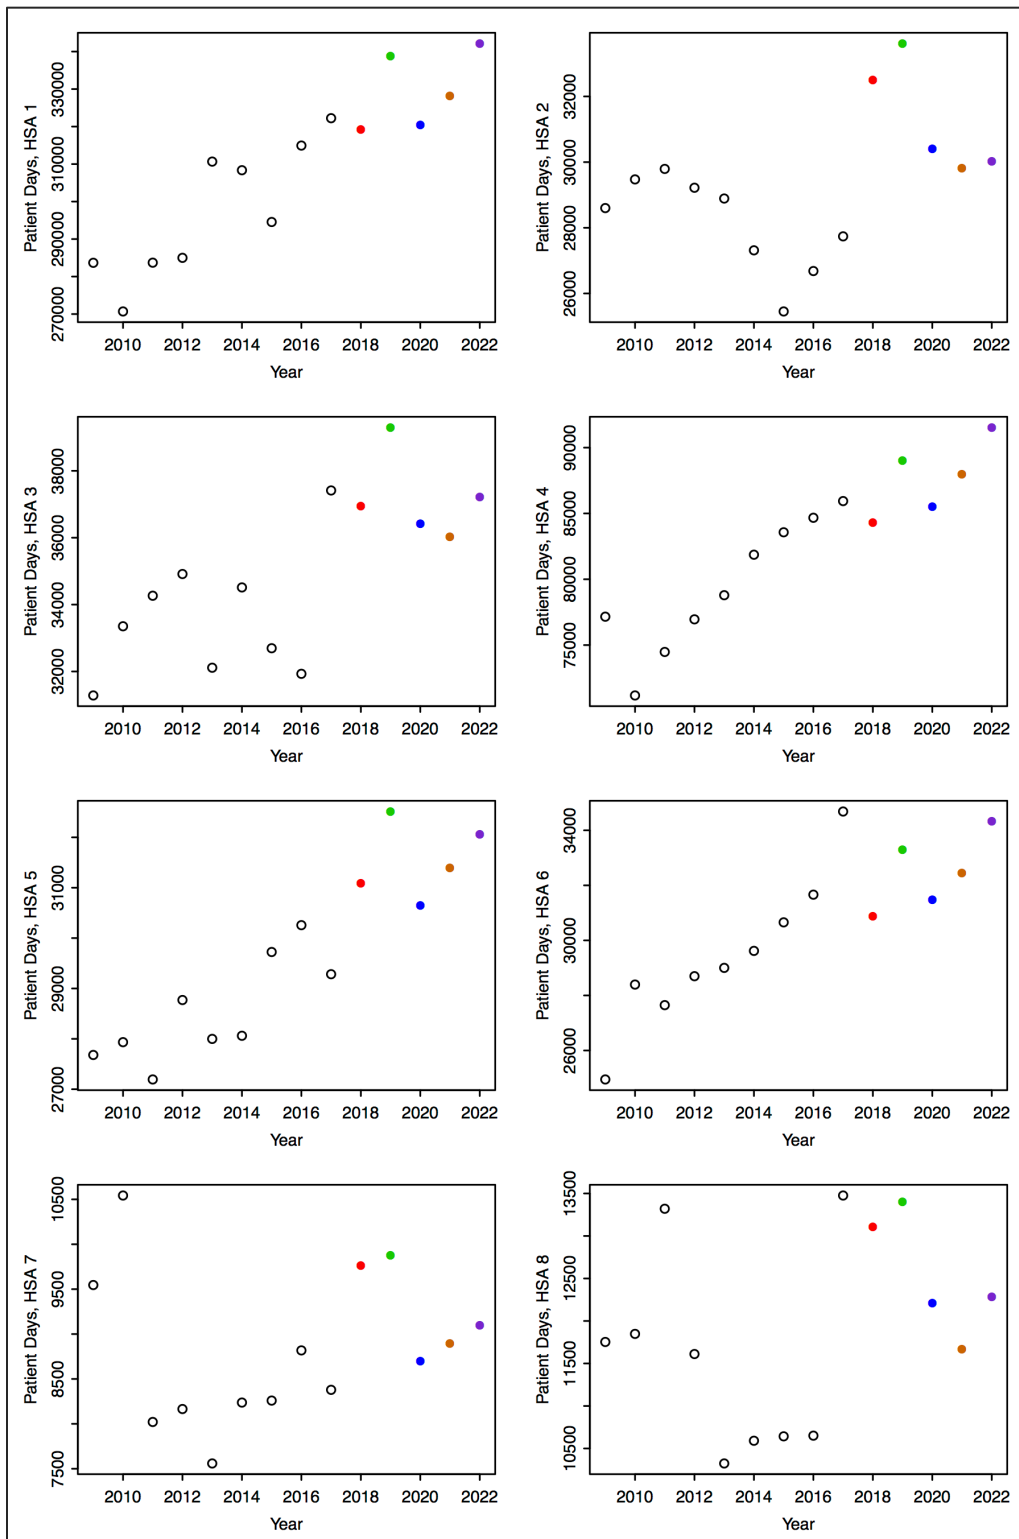 Patient Days, HSA 1
330000
310000
290000
270000
2010 2012 2014 2016 2018 2020 2022
Year
Patient Days, HSA 2
32000
30000
28000
26000
2010 2012 2014 2016 2018 2020 2022
Year
Patient Days, HSA 3
38000
36000
34000
32000
2010 2012 2014 2016 2018 2020 2022
Year
Patient Days, HSA 4
90000
85000
80000
75000
2010 2012 2014 2016 2018 2020 2022
Year
Patient Days, HSA 5
31000
29000
27000
2010 2012 2014 2016 2018 2020 2022
Year
Patient Days, HSA 6
34000
30000
26000
2010 2012 2014 2016 2018 2020 2022
Year
Patient Days, HSA 7
10500
9500
8500
7500
2010 2012 2014 2016 2018 2020 2022
Year
Patient Days, HSA 8
13500
12500
11500
10500
2010 2012 2014 2016 2018 2020 2022
Year